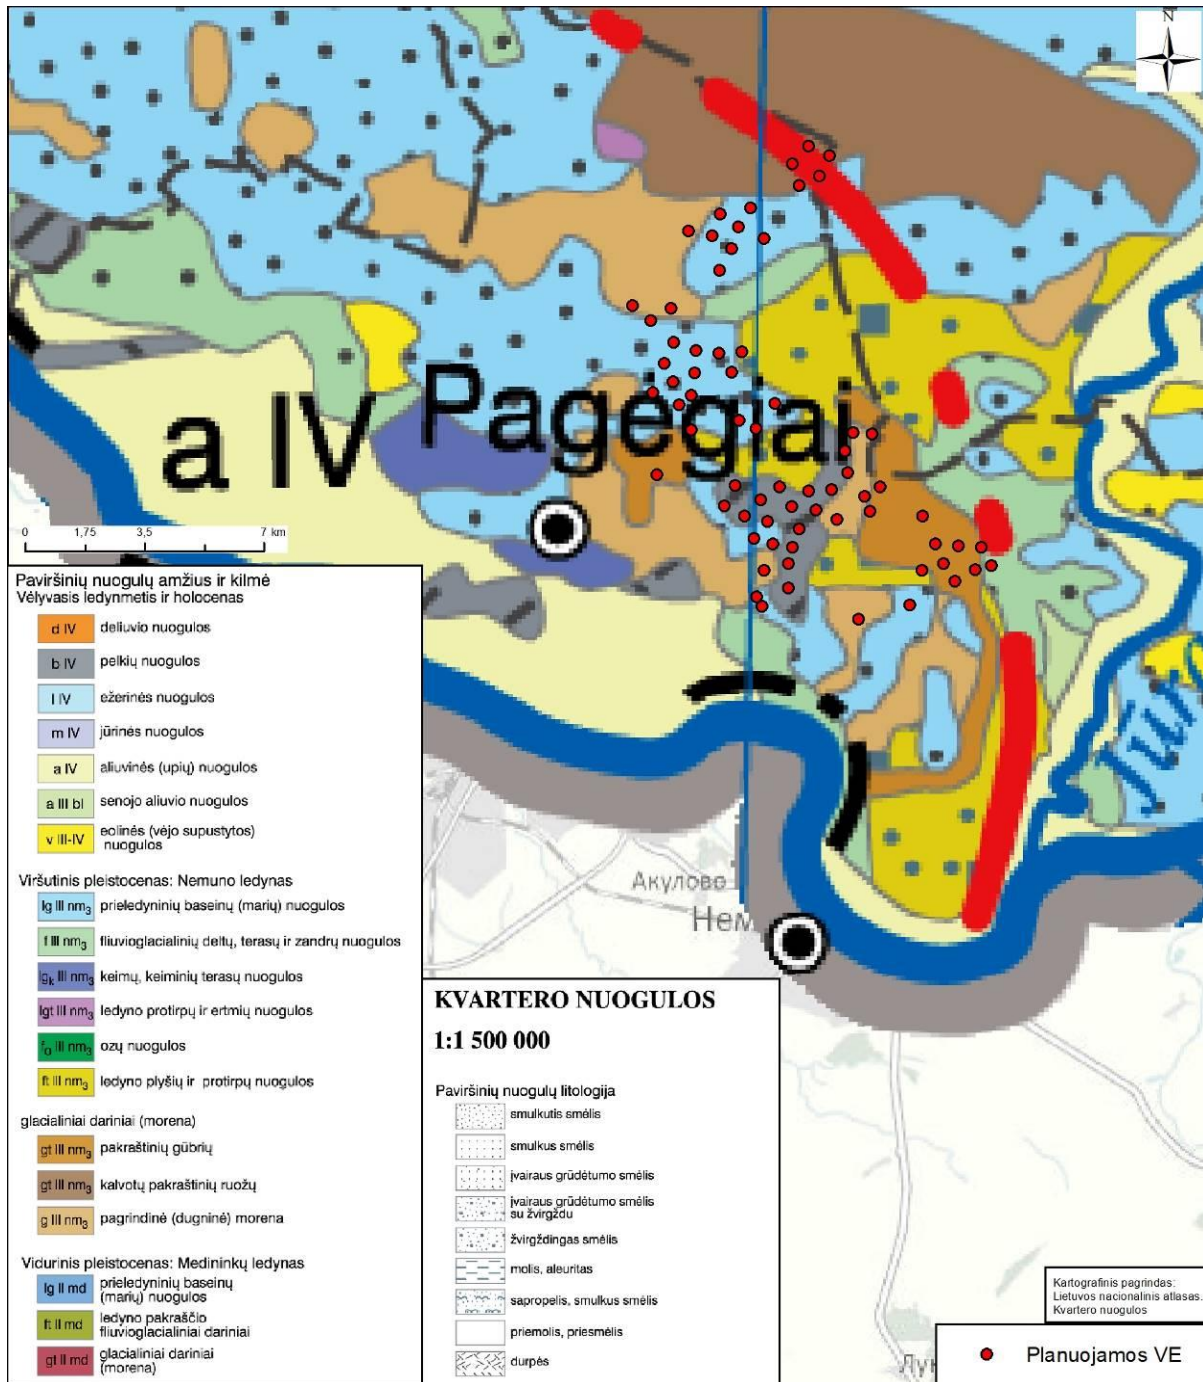 N
a IV
Pagėgiai
0 1,75 3,5 7 km
Paviršinių nuogulų amžius ir kilmė
Vėlyvasis ledynmetis ir holocenas
d IV deliuvio nuogulos
b IV pelkių nuogulos
l IV ežerinės nuogulos
m IV jūrinės nuogulos
a IV aliuvinės (upių) nuogulos
a III bl senojo aliuvio nuogulos
v III-IV eolinės (vėjo supustytos)
nuogulos
Viršutinis pleistocenas: Nemuno ledynas
lg III nm3 prieledyninių baseinų (marių) nuogulos
f III nm3 fliuvioglacialinių deltų, terasų ir zandrų nuogulos
lgk III nm3 keimų, keiminių terasų nuogulos
lgt III nm3 ledyno protirpų ir ertmių nuogulos
fo III nm3 ozų nuogulos
ft III nm3 ledyno plyšių ir protirpų nuogulos
glacialiniai dariniai (morena)
gt III nm3 pakraštinių gūbrių
gt III nm3 kalvotų pakraštinių ruožų
g III nm3 pagrindinė (dugninė) morena
Vidurinis pleistocenas: Medininkų ledynas
lg II md prieledyninių baseinų
(marių) nuogulos
ft II md ledyno pakraščio
fliuvioglacialiniai dariniai
gt II md glacialiniai dariniai
(morena)
Акулово
Нем
KVARTERO NUOGULOS
1:1 500 000
Paviršinių nuogulų litologija
smulkutis smėlis
smulkus smėlis
įvairaus grūdėtumo smėlis
įvairaus grūdėtumo smėlis
su žvirgždu
žvirgždingas smėlis
molis, aleuritas
sapropelis, smulkus smėlis
priemolis, priesmėlis
durpės
Kartografinis pagrindas:
Lietuvos nacionalinis atlasas.
Kvartero nuogulos
Planuojamos VE